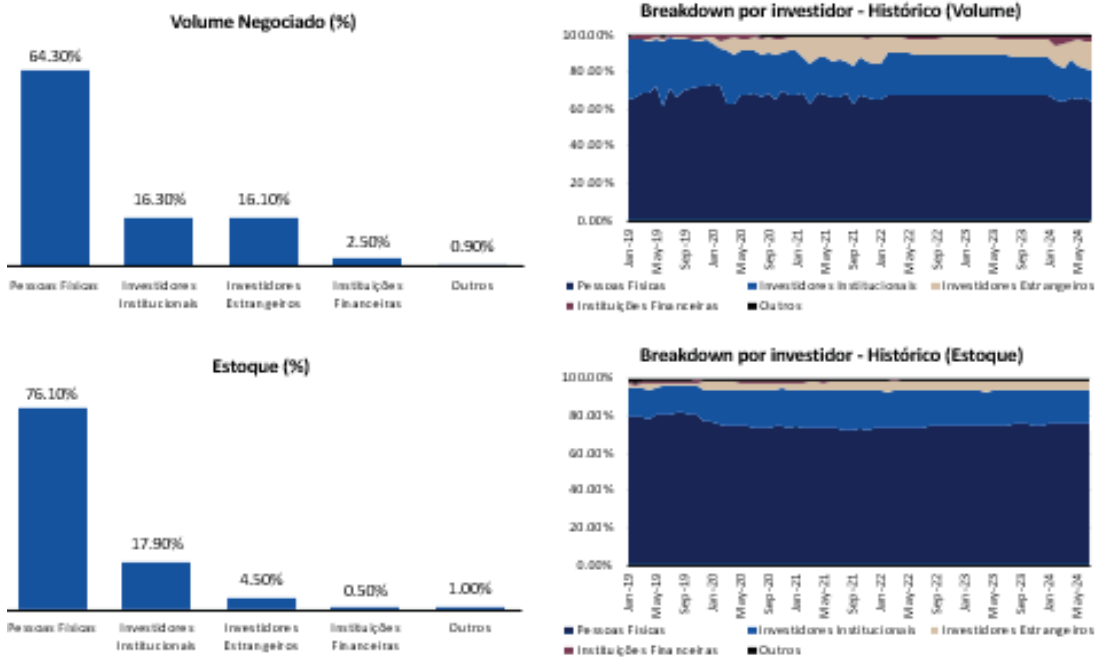 Volume Negociado (%)
64.30%
16.30%
16.10%
2.50%
0.90%
Pessoas Físicas
Investidores
Institucionais
Investidores
Estrangeiros
Instituições
Financeiras
Outros
Breakdown por investidor - Histórico (Volume)
100.00%
80.00%
60.00%
40.00%
20.00%
0.00%
Jan-19
May-19
Sep-19
Jan-20
May-20
Sep-20
Jan-21
May-21
Sep-21
Jan-22
May-22
Sep-22
Jan-23
May-23
Sep-23
Jan-24
May-24
Pessoas Físicas
Investidores Institucionais
Investidores Estrangeiros
Instituições Financeiras
Outros
Estoque (%)
76.10%
17.90%
4.50%
0.50%
1.00%
Pessoas Físicas
Investidores
Institucionais
Investidores
Estrangeiros
Instituições
Financeiras
Outros
Breakdown por investidor - Histórico (Estoque)
100.00%
80.00%
60.00%
40.00%
20.00%
0.00%
Jan-19
May-19
Sep-19
Jan-20
May-20
Sep-20
Jan-21
May-21
Sep-21
Jan-22
May-22
Sep-22
Jan-23
May-23
Sep-23
Jan-24
May-24
Pessoas Físicas
Investidores Institucionais
Investidores Estrangeiros
Instituições Financeiras
Outros